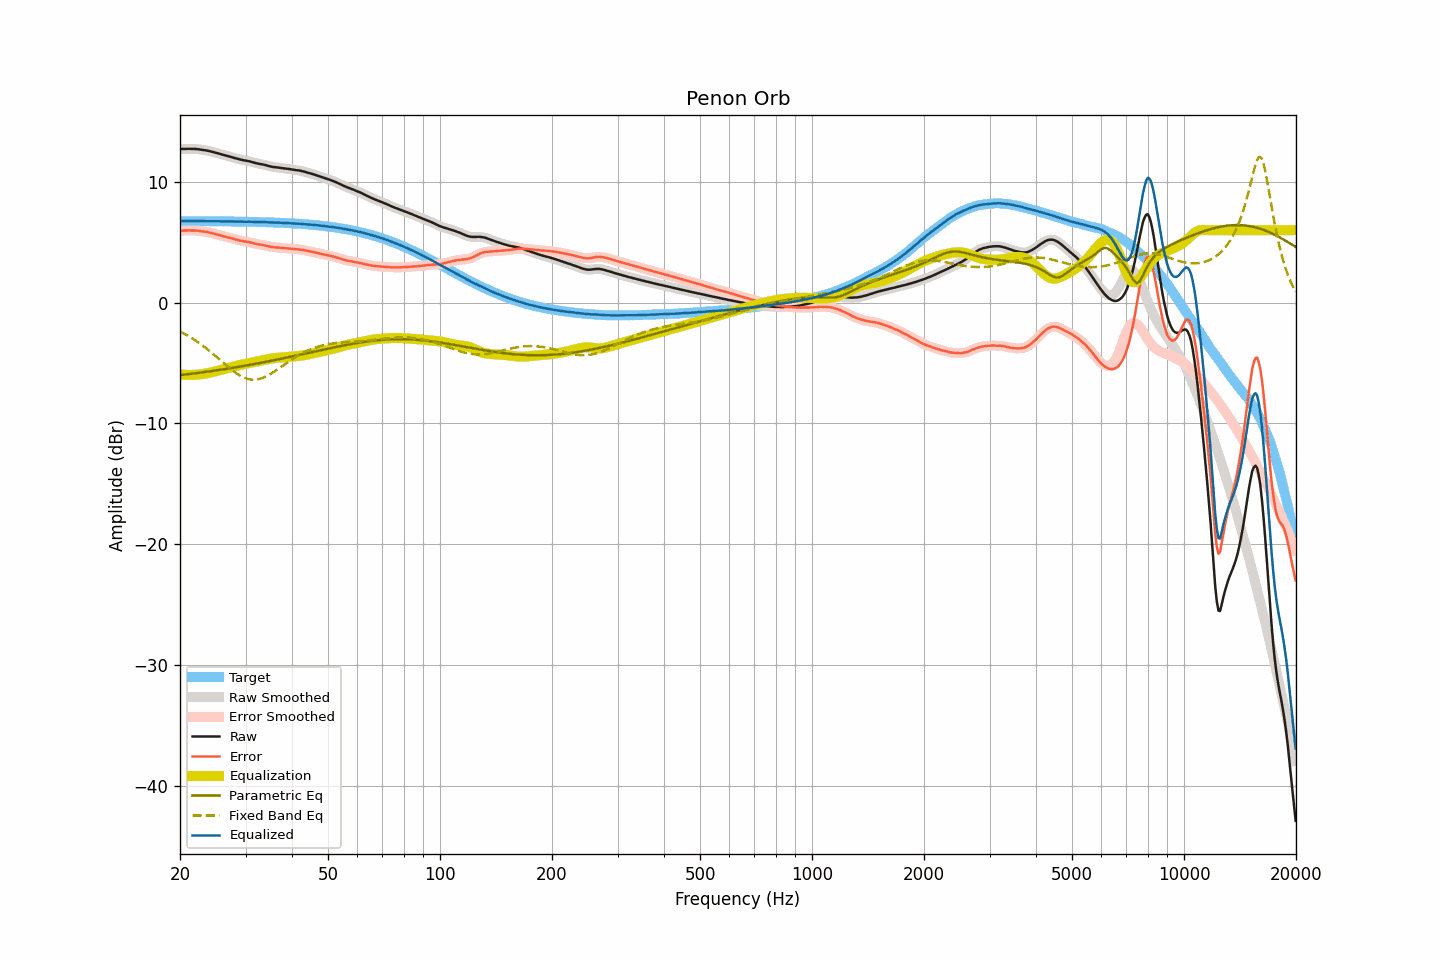 Penon Orb
Amplitude (dBr)
10
0
−10
−20
−30
−40
Target
Raw Smoothed
Error Smoothed
Raw
Error
Equalization
Parametric Eq
Fixed Band Eq
Equalized
20 50 100 200 500 1000 2000 5000 10000 20000
Frequency (Hz)